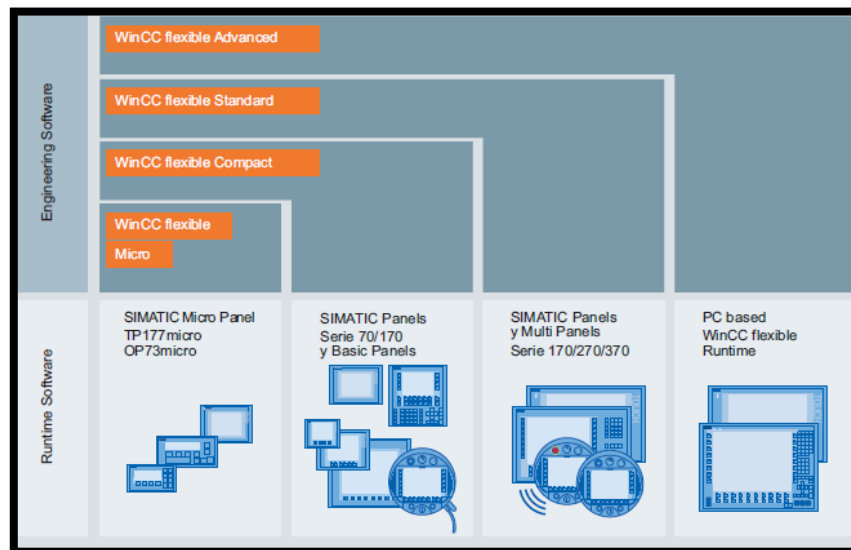 Engineering Software
WinCC flexible Advanced
WinCC flexible Standard
WinCC flexible Compact
WinCC flexible
Micro
Runtime Software
SIMATIC Micro Panel
TP177micro
OP73micro
SIMATIC Panels
Serie 70/170
y Basic Panels
SIMATIC Panels
y Multi Panels
Serie 170/270/370
PC based
WinCC flexible
Runtime